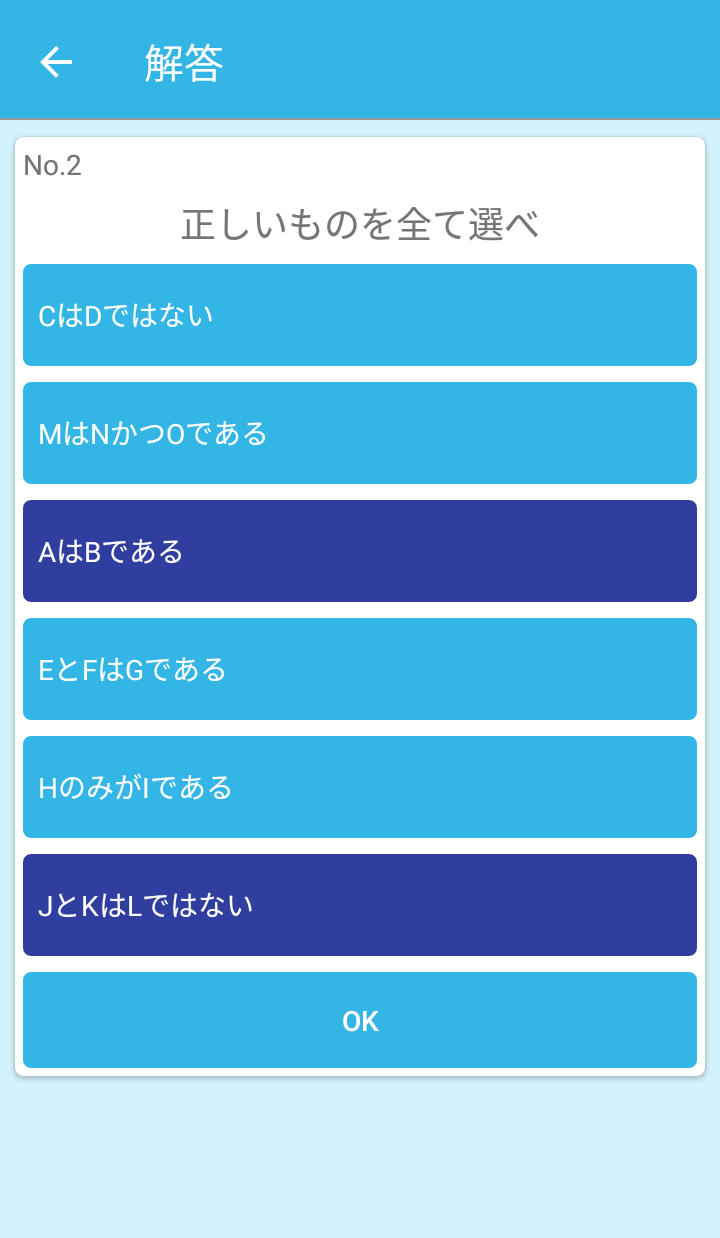 解答
No.2
正しいものを全て選べ
CはDではない
MはNかつOである
AはBである
EとFはGである
HのみがIである
JとKはLではない
OK